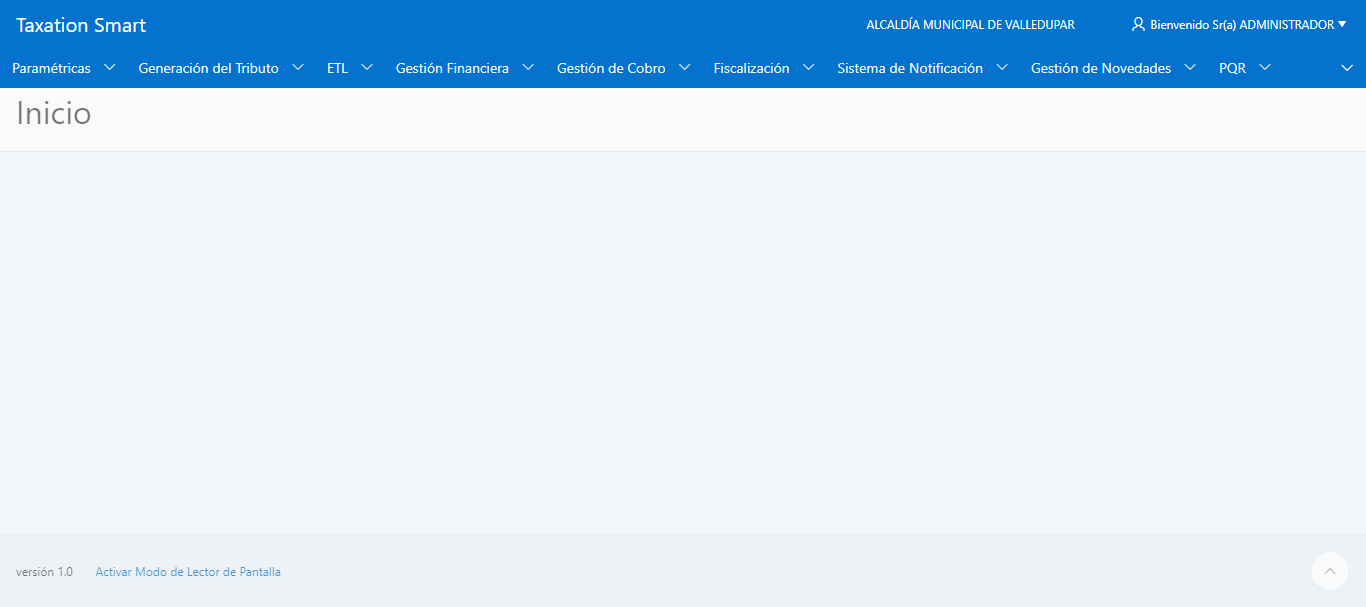 Taxation Smart ALCALDÍA MUNICIPAL DE VALLEDUPAR Bienvenido Sr(a) ADMINISTRADOR
Paramétricas Generación del Tributo ETL Gestión Financiera Gestión de Cobro Fiscalización Sistema de Notificación Gestión de Novedades PQR
Inicio
versión 1.0 Activar Modo de Lector de Pantalla